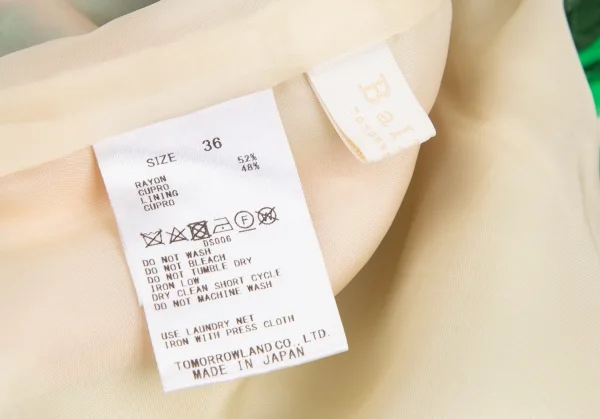 SIZE 36
RAYON 52%
CUPRO 48%
LINING
CUPRO
F W
DS006
DO NOT WASH
DO NOT BLEACH
DO NOT TUMBLE DRY
IRON LOW
DRY CLEAN SHORT CYCLE
DO NOT MACHINE WASH
USE LAUNDRY NET
IRON WITH PRESS CLOTH
TOMORROWLAND CO., LTD.
MADE IN JAPAN
Bal